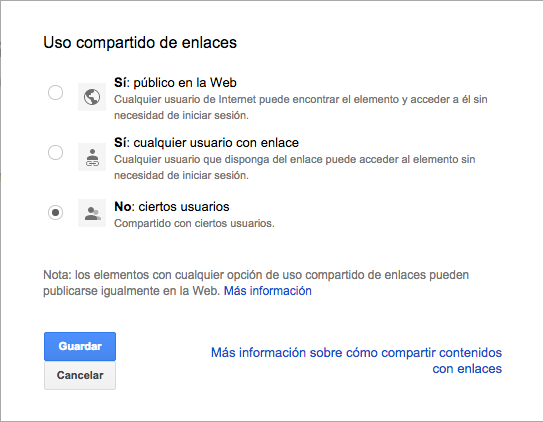 Uso compartido de enlaces
Sí: público en la Web
Cualquier usuario de Internet puede encontrar el elemento y acceder a él sin
necesidad de iniciar sesión.
Sí: cualquier usuario con enlace
Cualquier usuario que disponga del enlace puede acceder al elemento sin
necesidad de iniciar sesión.
No: ciertos usuarios
Compartido con ciertos usuarios.
Nota: los elementos con cualquier opción de uso compartido de enlaces pueden
publicarse igualmente en la Web. Más información
Guardar
Cancelar
Más información sobre cómo compartir contenidos
con enlaces